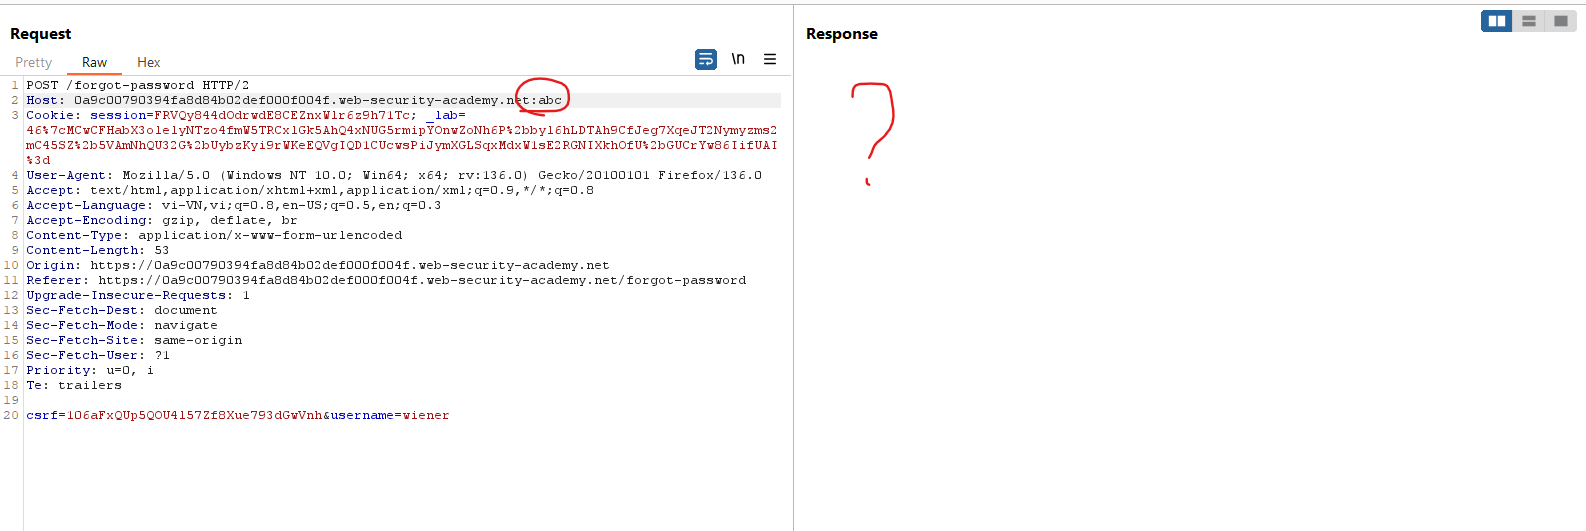 Request
Response
Pretty Raw Hex
\n
1 POST /forgot-password HTTP/2
2 Host: 0a9c00790394fa8d84b02def000f004f.web-security-academy.net:abc
3 Cookie: session=FRVQy844dOdrwdE8CEZnxW1r6z9h71Tc; _lab=
46%7cMCwCFHabX3olelyNTzo4fmW5TRCxlGk5AhQ4xNUG5rmipYOnwZoNh6P%2bbyl6hLDTAh9CfJeg7XqeJT2Nymyzms2
mC45SZ%2b5VAmNhQU32G%2bUybzKyi9rWKeEQVgIQD1CUcwsPiJymXGLSqxMdxW1sE2RGNIXkhOfU%2bGUCrYw86IifUAI
%3d
4 User-Agent: Mozilla/5.0 (Windows NT 10.0; Win64; x64; rv:136.0) Gecko/20100101 Firefox/136.0
5 Accept: text/html,application/xhtml+xml,application/xml;q=0.9,*/*;q=0.8
6 Accept-Language: vi-VN,vi;q=0.8,en-US;q=0.5,en;q=0.3
7 Accept-Encoding: gzip, deflate, br
8 Content-Type: application/x-www-form-urlencoded
9 Content-Length: 53
10 Origin: https://0a9c00790394fa8d84b02def000f004f.web-security-academy.net
11 Referer: https://0a9c00790394fa8d84b02def000f004f.web-security-academy.net/forgot-password
12 Upgrade-Insecure-Requests: 1
13 Sec-Fetch-Dest: document
14 Sec-Fetch-Mode: navigate
15 Sec-Fetch-Site: same-origin
16 Sec-Fetch-User: ?1
17 Priority: u=0, i
18 Te: trailers
19
20 csrf=1O6aFxQUp5QOU4157Zf8Xue793dGwVnh&username=wiener
?